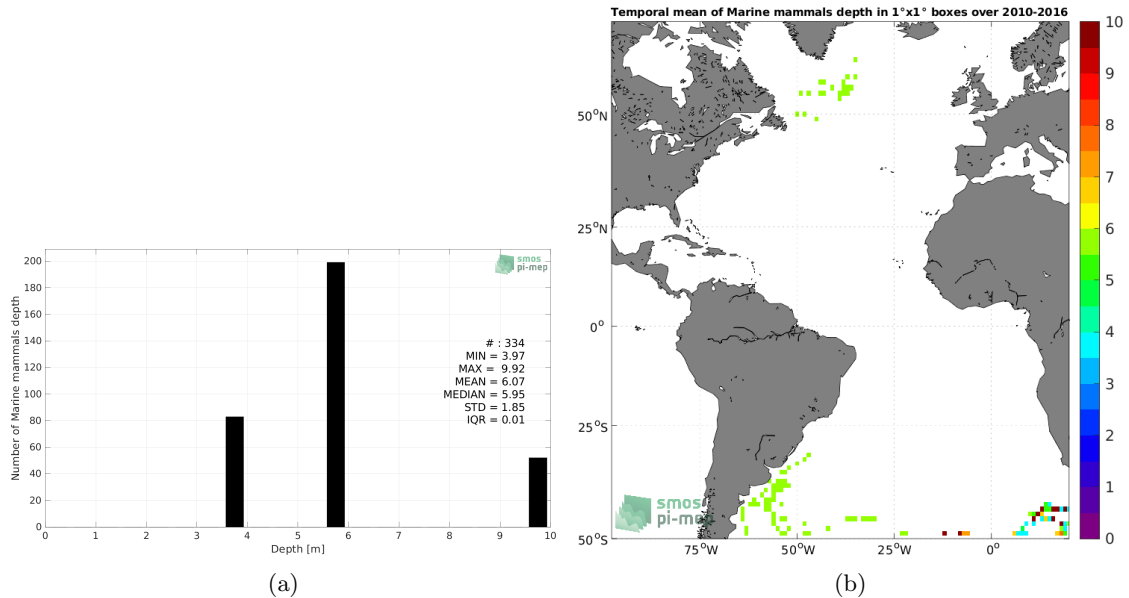 Temporal mean of Marine mammals depth in 1°x1° boxes over 2010-2016
smos
pi-mep
Number of Marine mammals depth
200
180
160
140
120
100
80
60
40
20
0
# : 334
MIN = 3.97
MAX = 9.92
MEAN = 6.07
MEDIAN = 5.95
STD = 1.85
IQR = 0.01
0 1 2 3 4 5 6 7 8 9 10
Depth [m]
(a)
50°N
25°N
0°
25°S
50°S
75°W 50°W 25°W 0°
smos
pi-mep
10
9
8
7
6
5
4
3
2
1
0
(b)